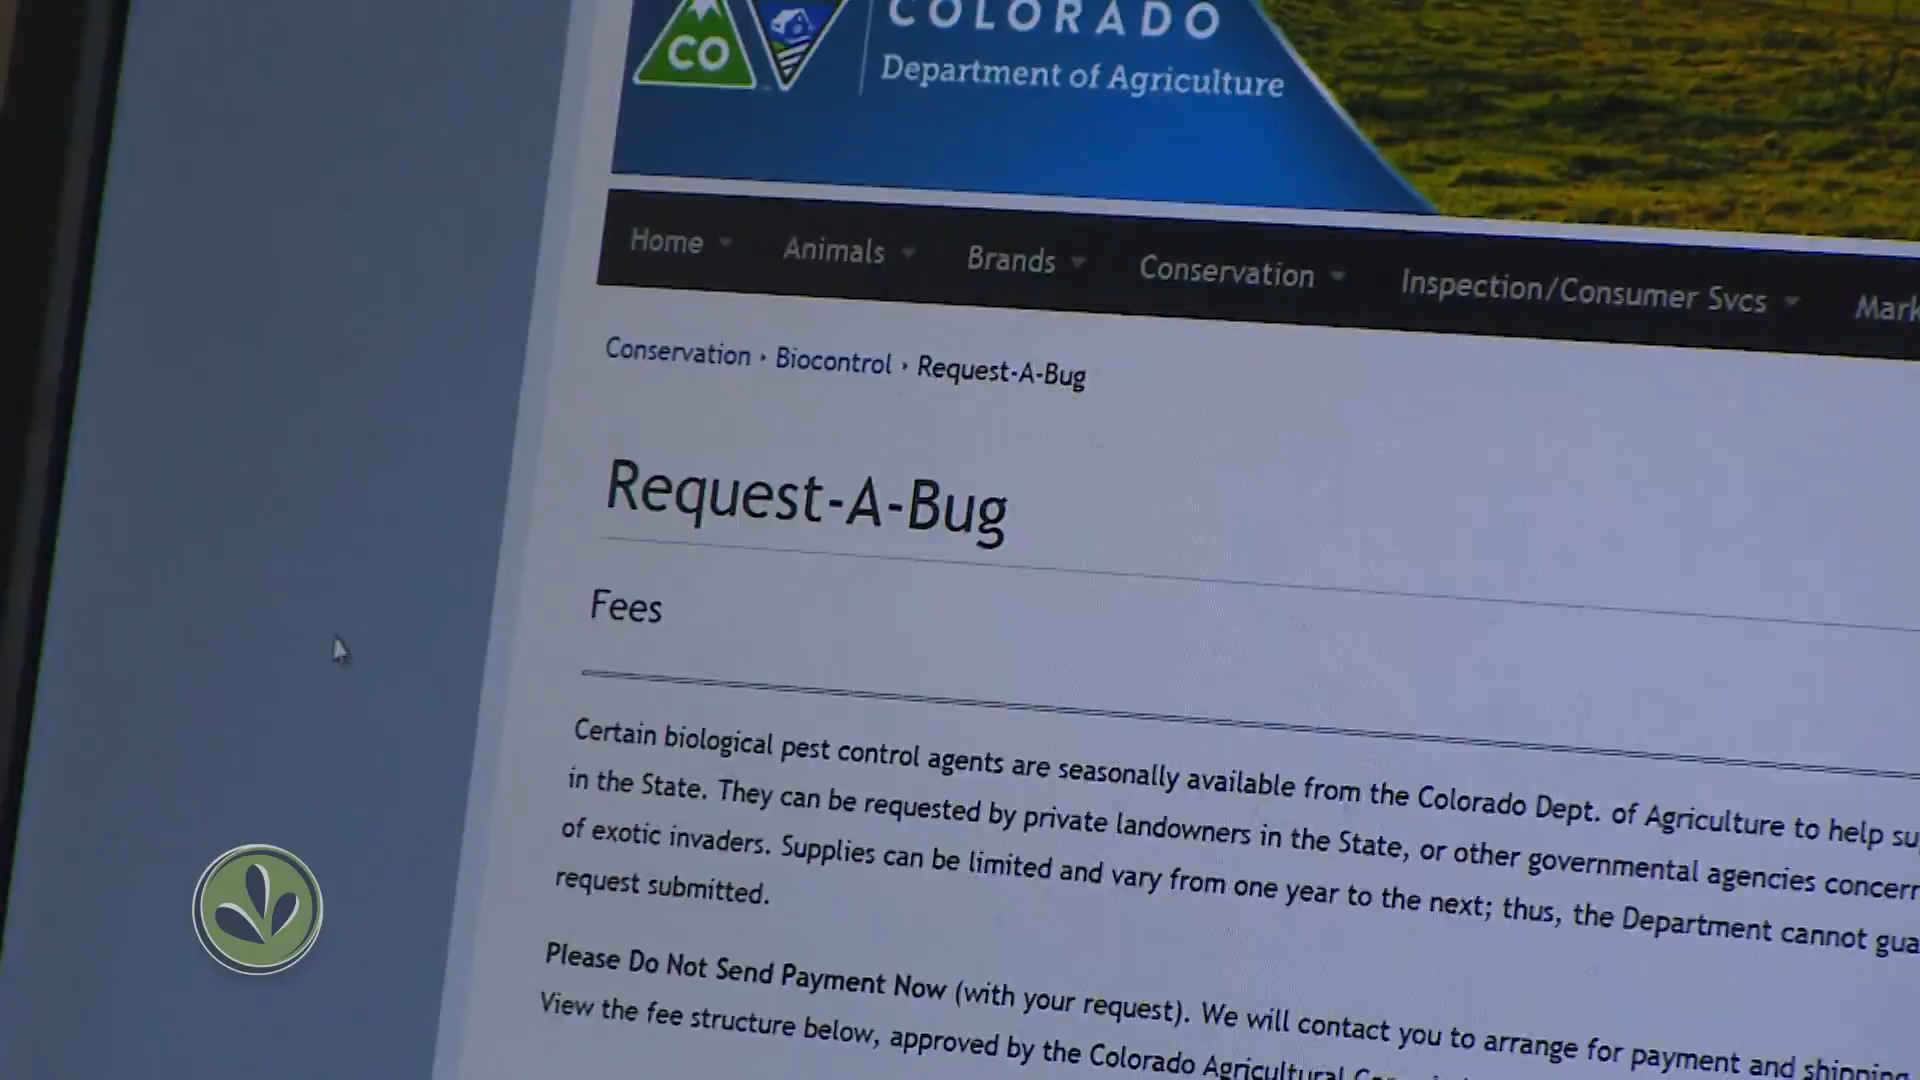 COLORADO
CO
Department of Agriculture
Home Animals Brands Conservation Inspection/Consumer Svcs
Conservation › Biocontrol › Request-A-Bug
Request-A-Bug
Fees
Certain biological pest control agents are seasonally available from the Colorado Dept. of Agriculture to help
in the State. They can be requested by private landowners in the State, or other governmental agencies
of exotic invaders. Supplies can be limited and vary from one year to the next; thus, the Department cannot
request submitted.
Please Do Not Send Payment Now (with your request). We will contact you to arrange for payment and shipping
View the fee structure below, approved by the Colorado Agricultural